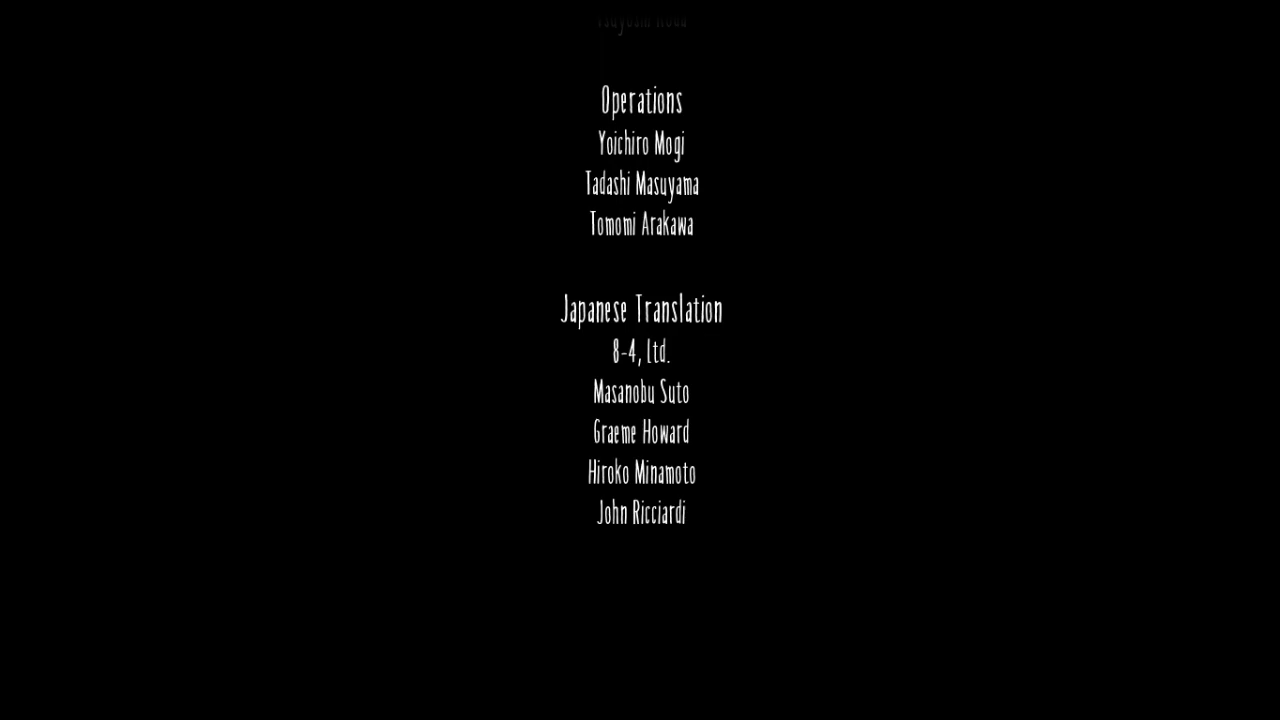 Operations
Yoichiro Mogi
Tadashi Masuyama
Tomomi Arakawa
Japanese Translation
8-4, Ltd.
Masanobu Suto
Graeme Howard
Hiroko Minamoto
John Ricciardi